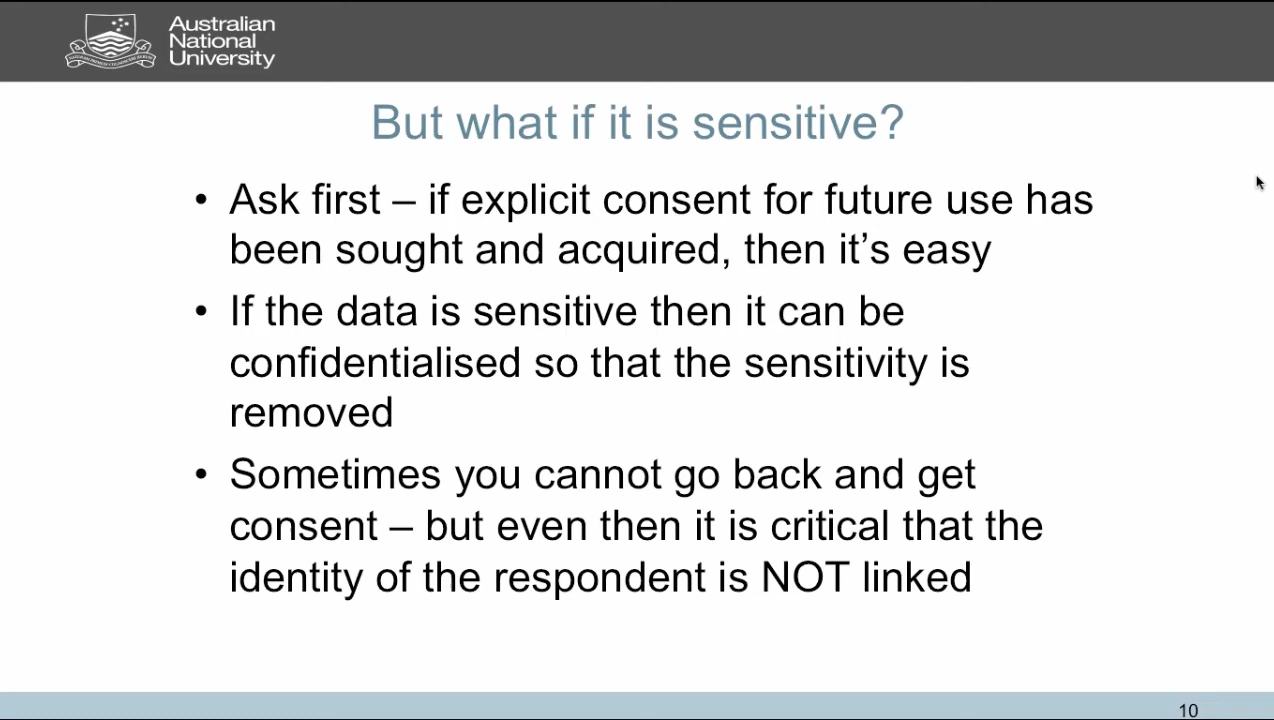 Australian
National
University
But what if it is sensitive?
• Ask first – if explicit consent for future use has
been sought and acquired, then it’s easy
• If the data is sensitive then it can be
confidentialised so that the sensitivity is
removed
• Sometimes you cannot go back and get
consent – but even then it is critical that the
identity of the respondent is NOT linked
10